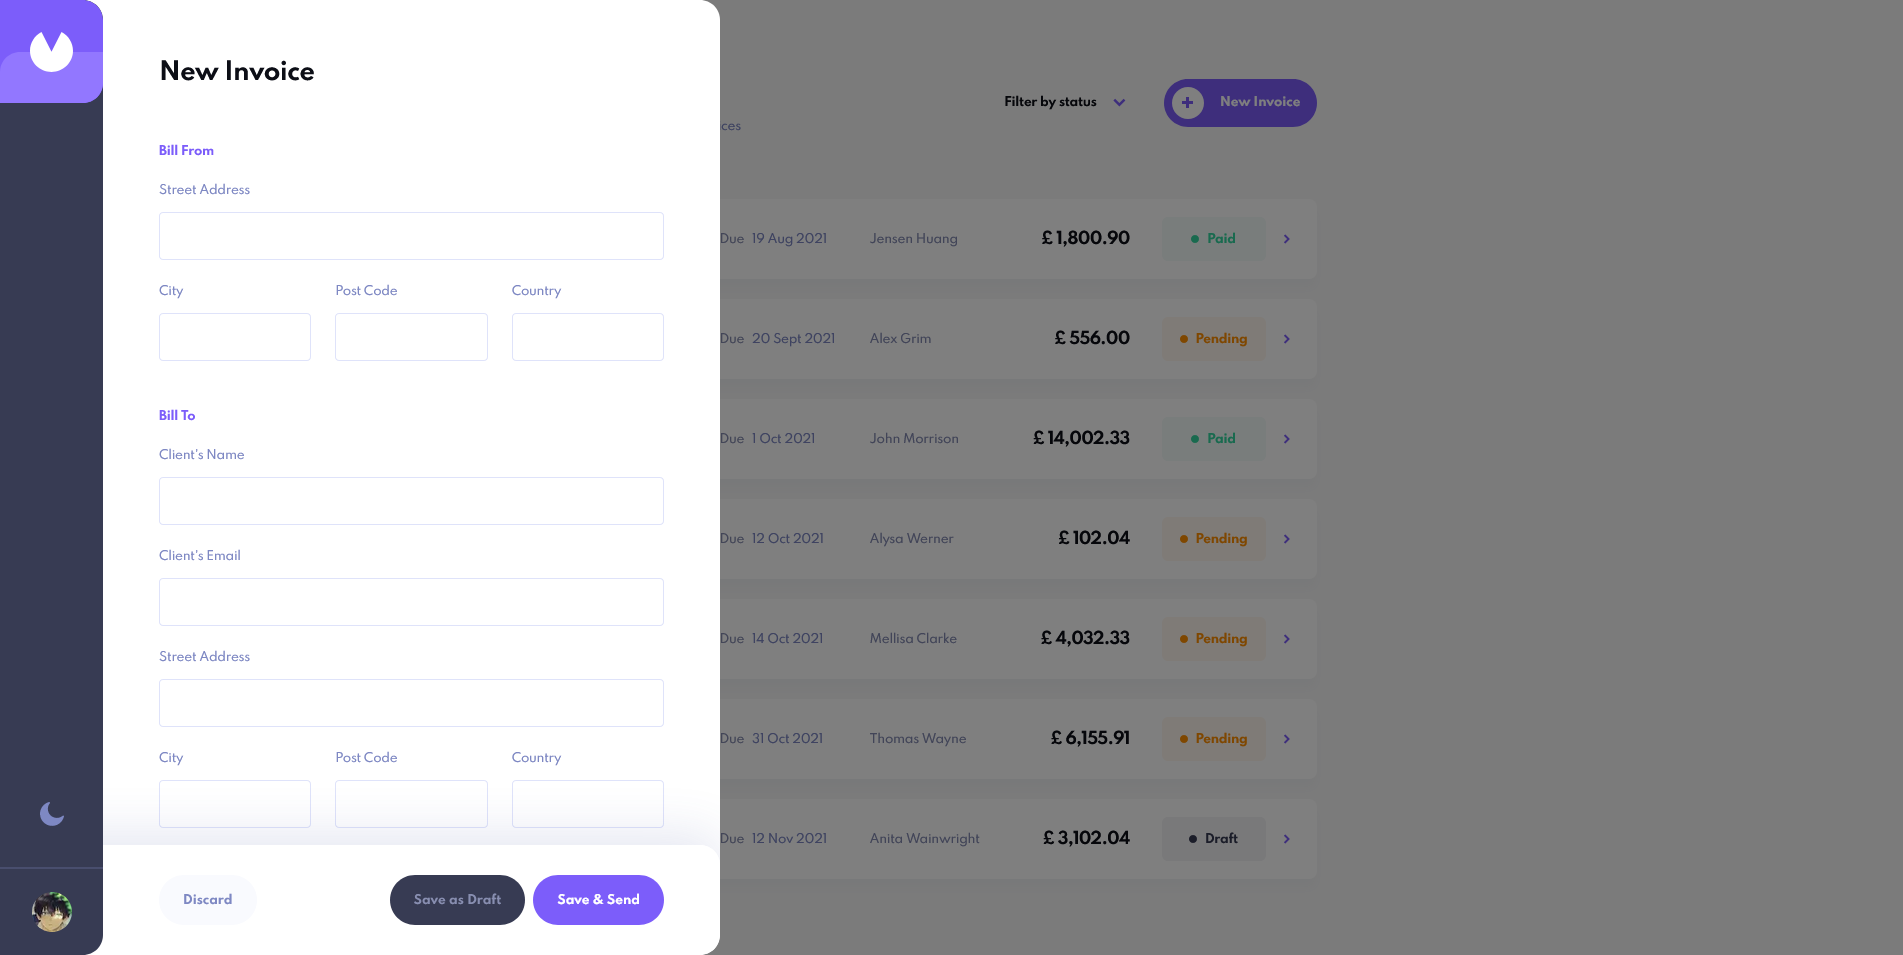 New Invoice
Bill From
Street Address
City Post Code Country
Bill To
Client's Name
Client's Email
Street Address
City Post Code Country
Discard Save as Draft Save & Send
Filter by status New Invoice
ices
Due 19 Aug 2021 Jensen Huang £ 1,800.90 Paid
Due 20 Sept 2021 Alex Grim £ 556.00 Pending
Due 1 Oct 2021 John Morrison £ 14,002.33 Paid
Due 12 Oct 2021 Alysa Werner £ 102.04 Pending
Due 14 Oct 2021 Mellisa Clarke £ 4,032.33 Pending
Due 31 Oct 2021 Thomas Wayne £ 6,155.91 Pending
Due 12 Nov 2021 Anita Wainwright £ 3,102.04 Draft